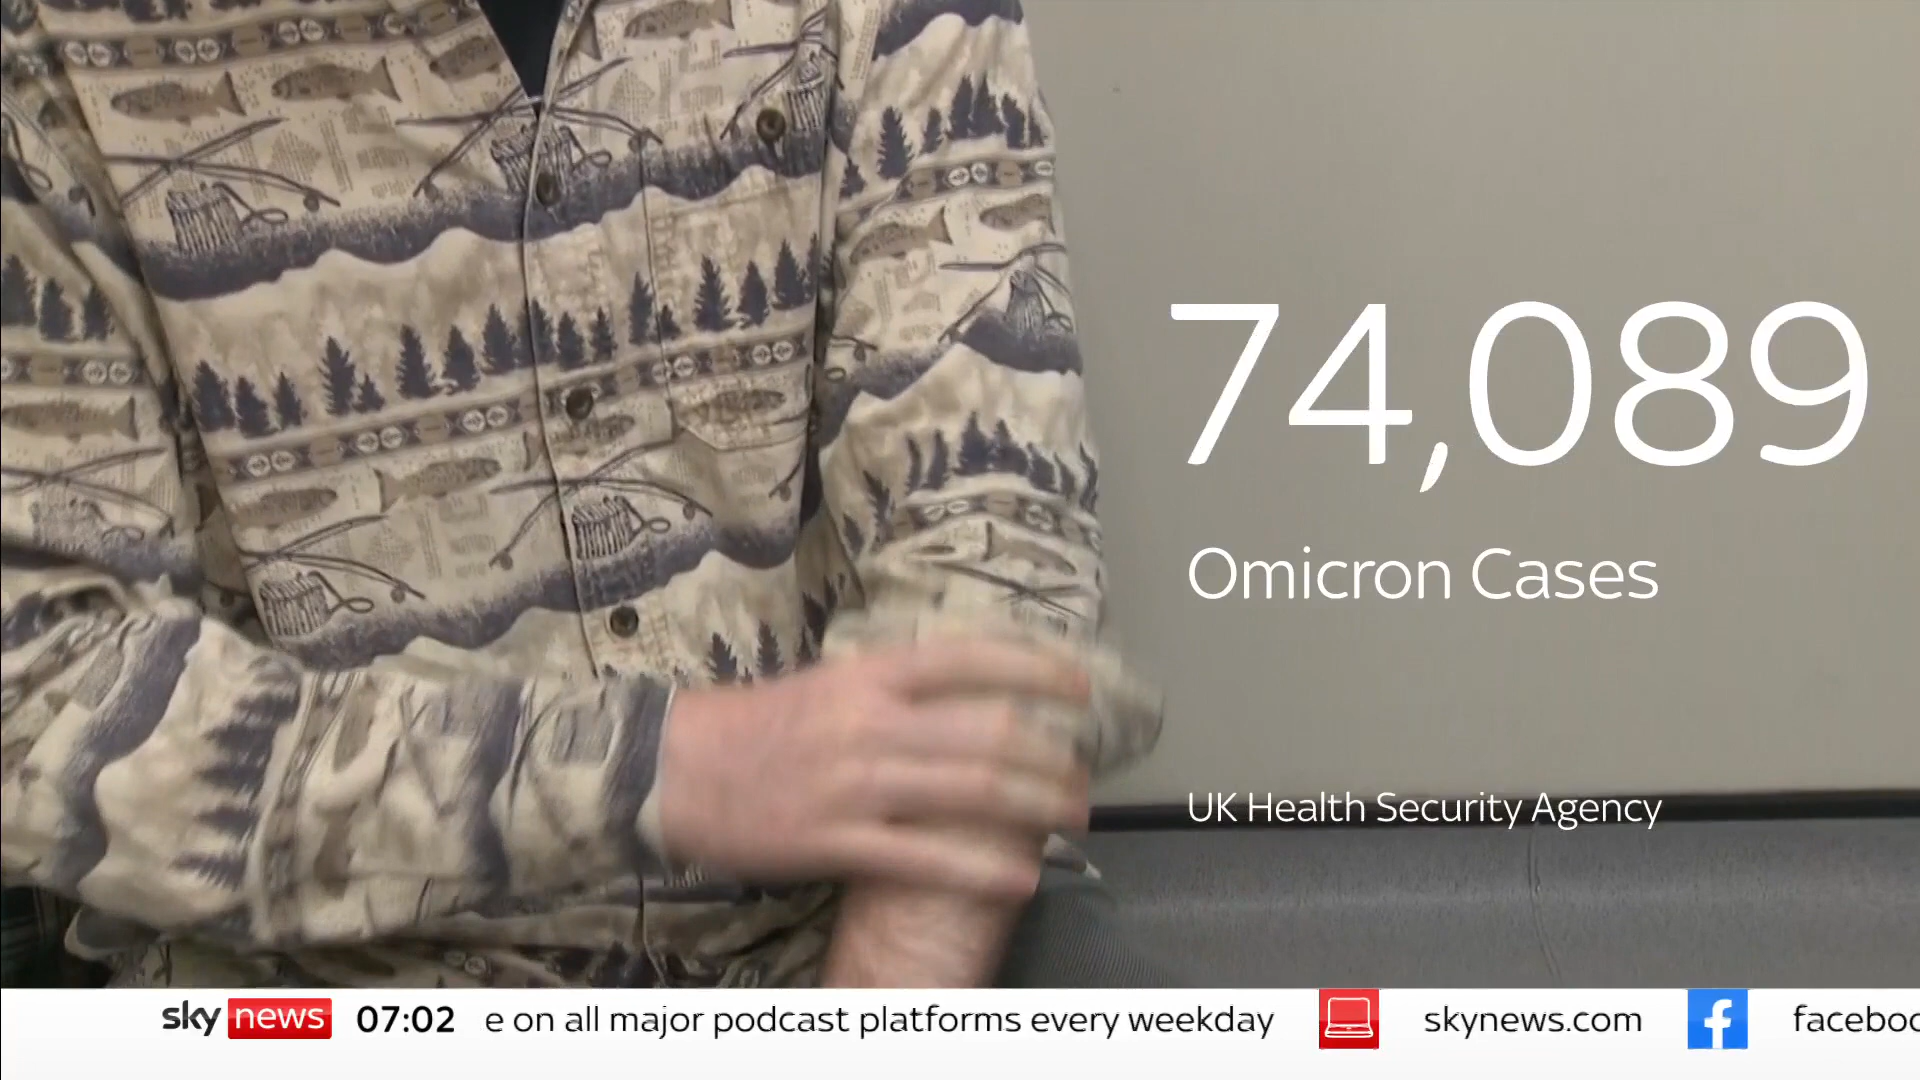 74,089
Omicron Cases
UK Health Security Agency
sky news 07:02 e on all major podcast platforms every weekday skynews.com faceboo